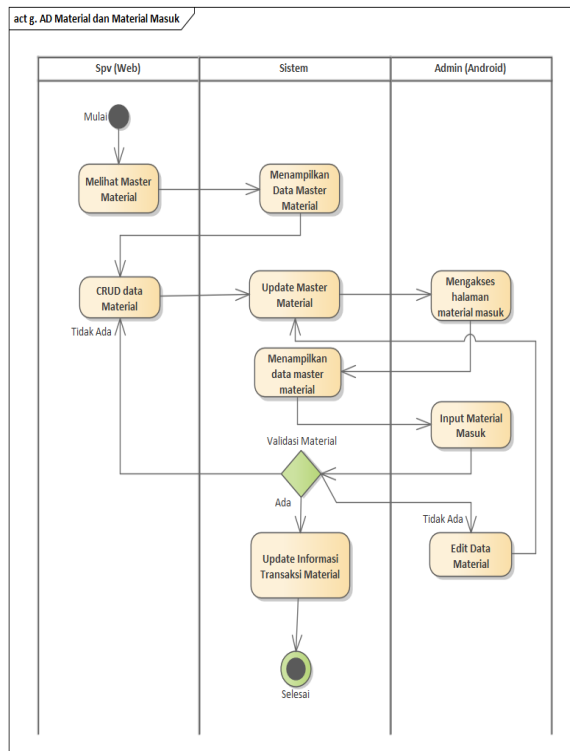 act g. AD Material dan Material Masuk
Spv (Web)
Sistem
Admin (Android)
Mulai
Melihat Master
Material
Menampilkan
Data Master
Material
CRUD data
Material
Update Master
Material
Mengakses
halaman
material masuk
Tidak Ada
Menampilkan
data master
material
Input Material
Masuk
Validasi Material
Ada
Tidak Ada
Update Informasi
Transaksi Material
Edit Data
Material
Selesai